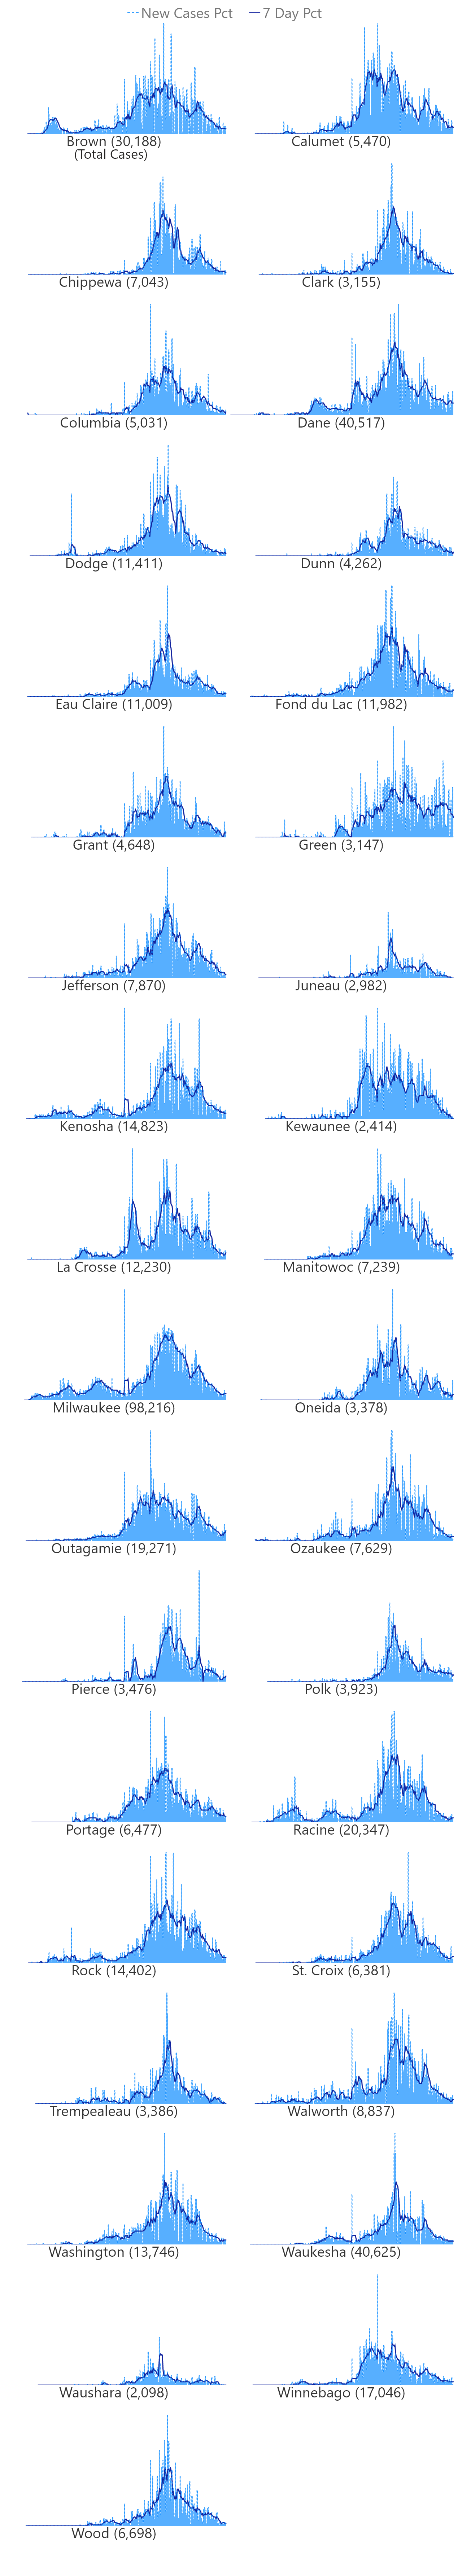 New Cases Pct 7 Day Pct
Brown (30,188)
(Total Cases)
Calumet (5,470)
Chippewa (7,043)
Clark (3,155)
Columbia (5,031)
Dane (40,517)
Dodge (11,411)
Dunn (4,262)
Eau Claire (11,009)
Fond du Lac (11,982)
Grant (4,648)
Green (3,147)
Jefferson (7,870)
Juneau (2,982)
Kenosha (14,823)
Kewaunee (2,414)
La Crosse (12,230)
Manitowoc (7,239)
Milwaukee (98,216)
Oneida (3,378)
Outagamie (19,271)
Ozaukee (7,629)
Pierce (3,476)
Polk (3,923)
Portage (6,477)
Racine (20,347)
Rock (14,402)
St. Croix (6,381)
Trempealeau (3,386)
Walworth (8,837)
Washington (13,746)
Waukesha (40,625)
Waushara (2,098)
Winnebago (17,046)
Wood (6,698)